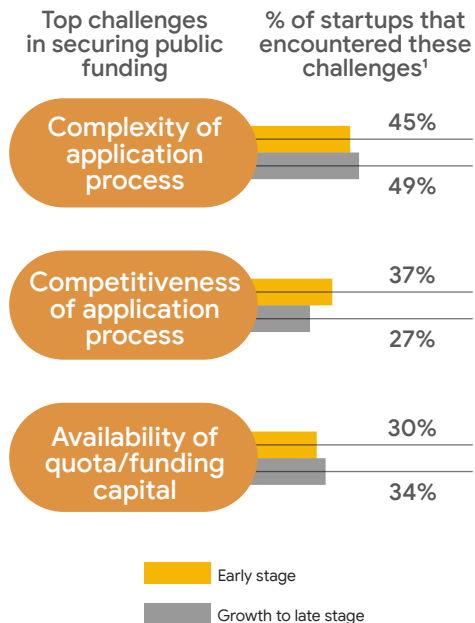 Top challenges
in securing public
funding
% of startups that
encountered these
challenges¹
Complexity of
application
process
45%
49%
Competitiveness
of application
process
37%
27%
Availability of
quota/funding
capital
30%
34%
Early stage
Growth to late stage